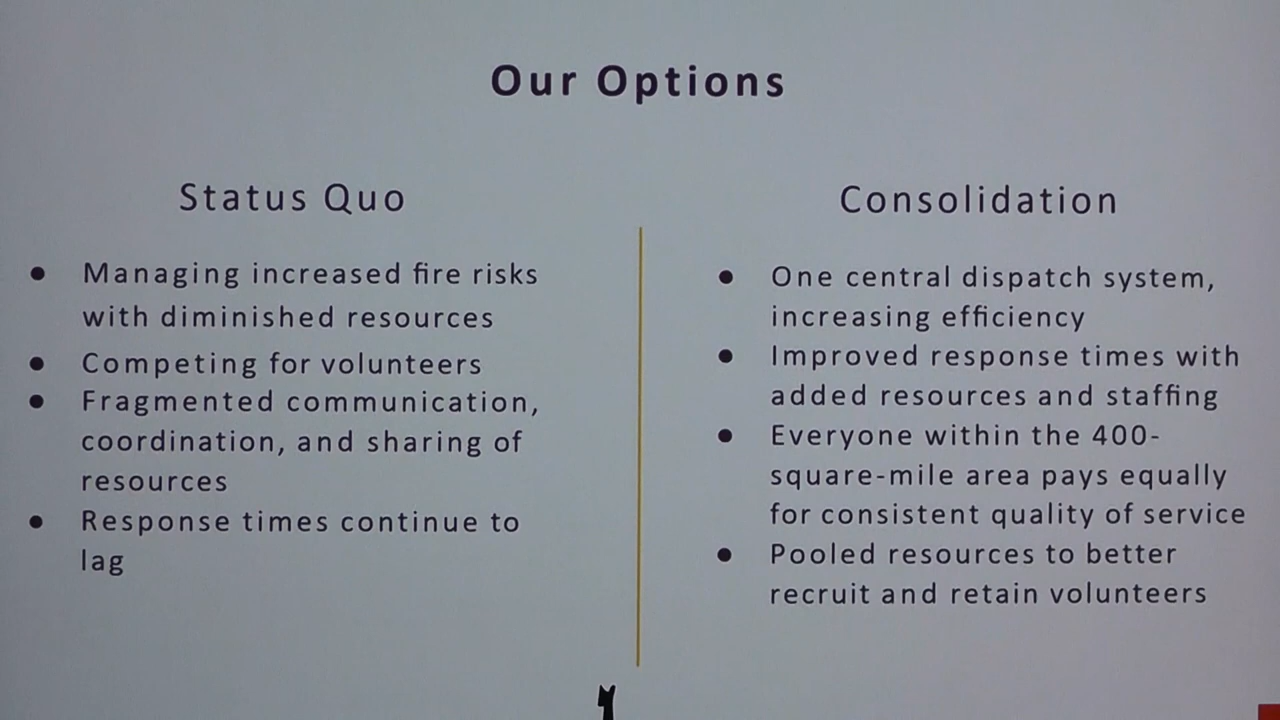 Our Options
Status Quo
● Managing increased fire risks
with diminished resources
● Competing for volunteers
● Fragmented communication,
coordination, and sharing of
resources
● Response times continue to
lag
Consolidation
● One central dispatch system,
increasing efficiency
● Improved response times with
added resources and staffing
● Everyone within the 400-
square-mile area pays equally
for consistent quality of service
● Pooled resources to better
recruit and retain volunteers